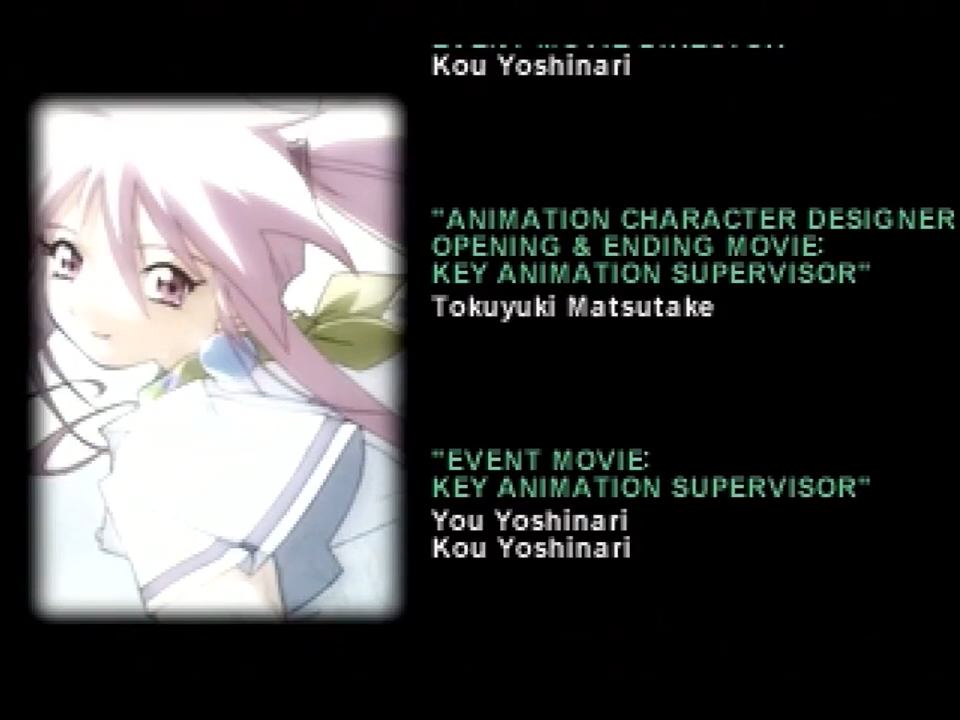 Kou Yoshinari
"ANIMATION CHARACTER DESIGNER
OPENING & ENDING MOVIE:
KEY ANIMATION SUPERVISOR"
Tokuyuki Matsutake
"EVENT MOVIE:
KEY ANIMATION SUPERVISOR"
You Yoshinari
Kou Yoshinari